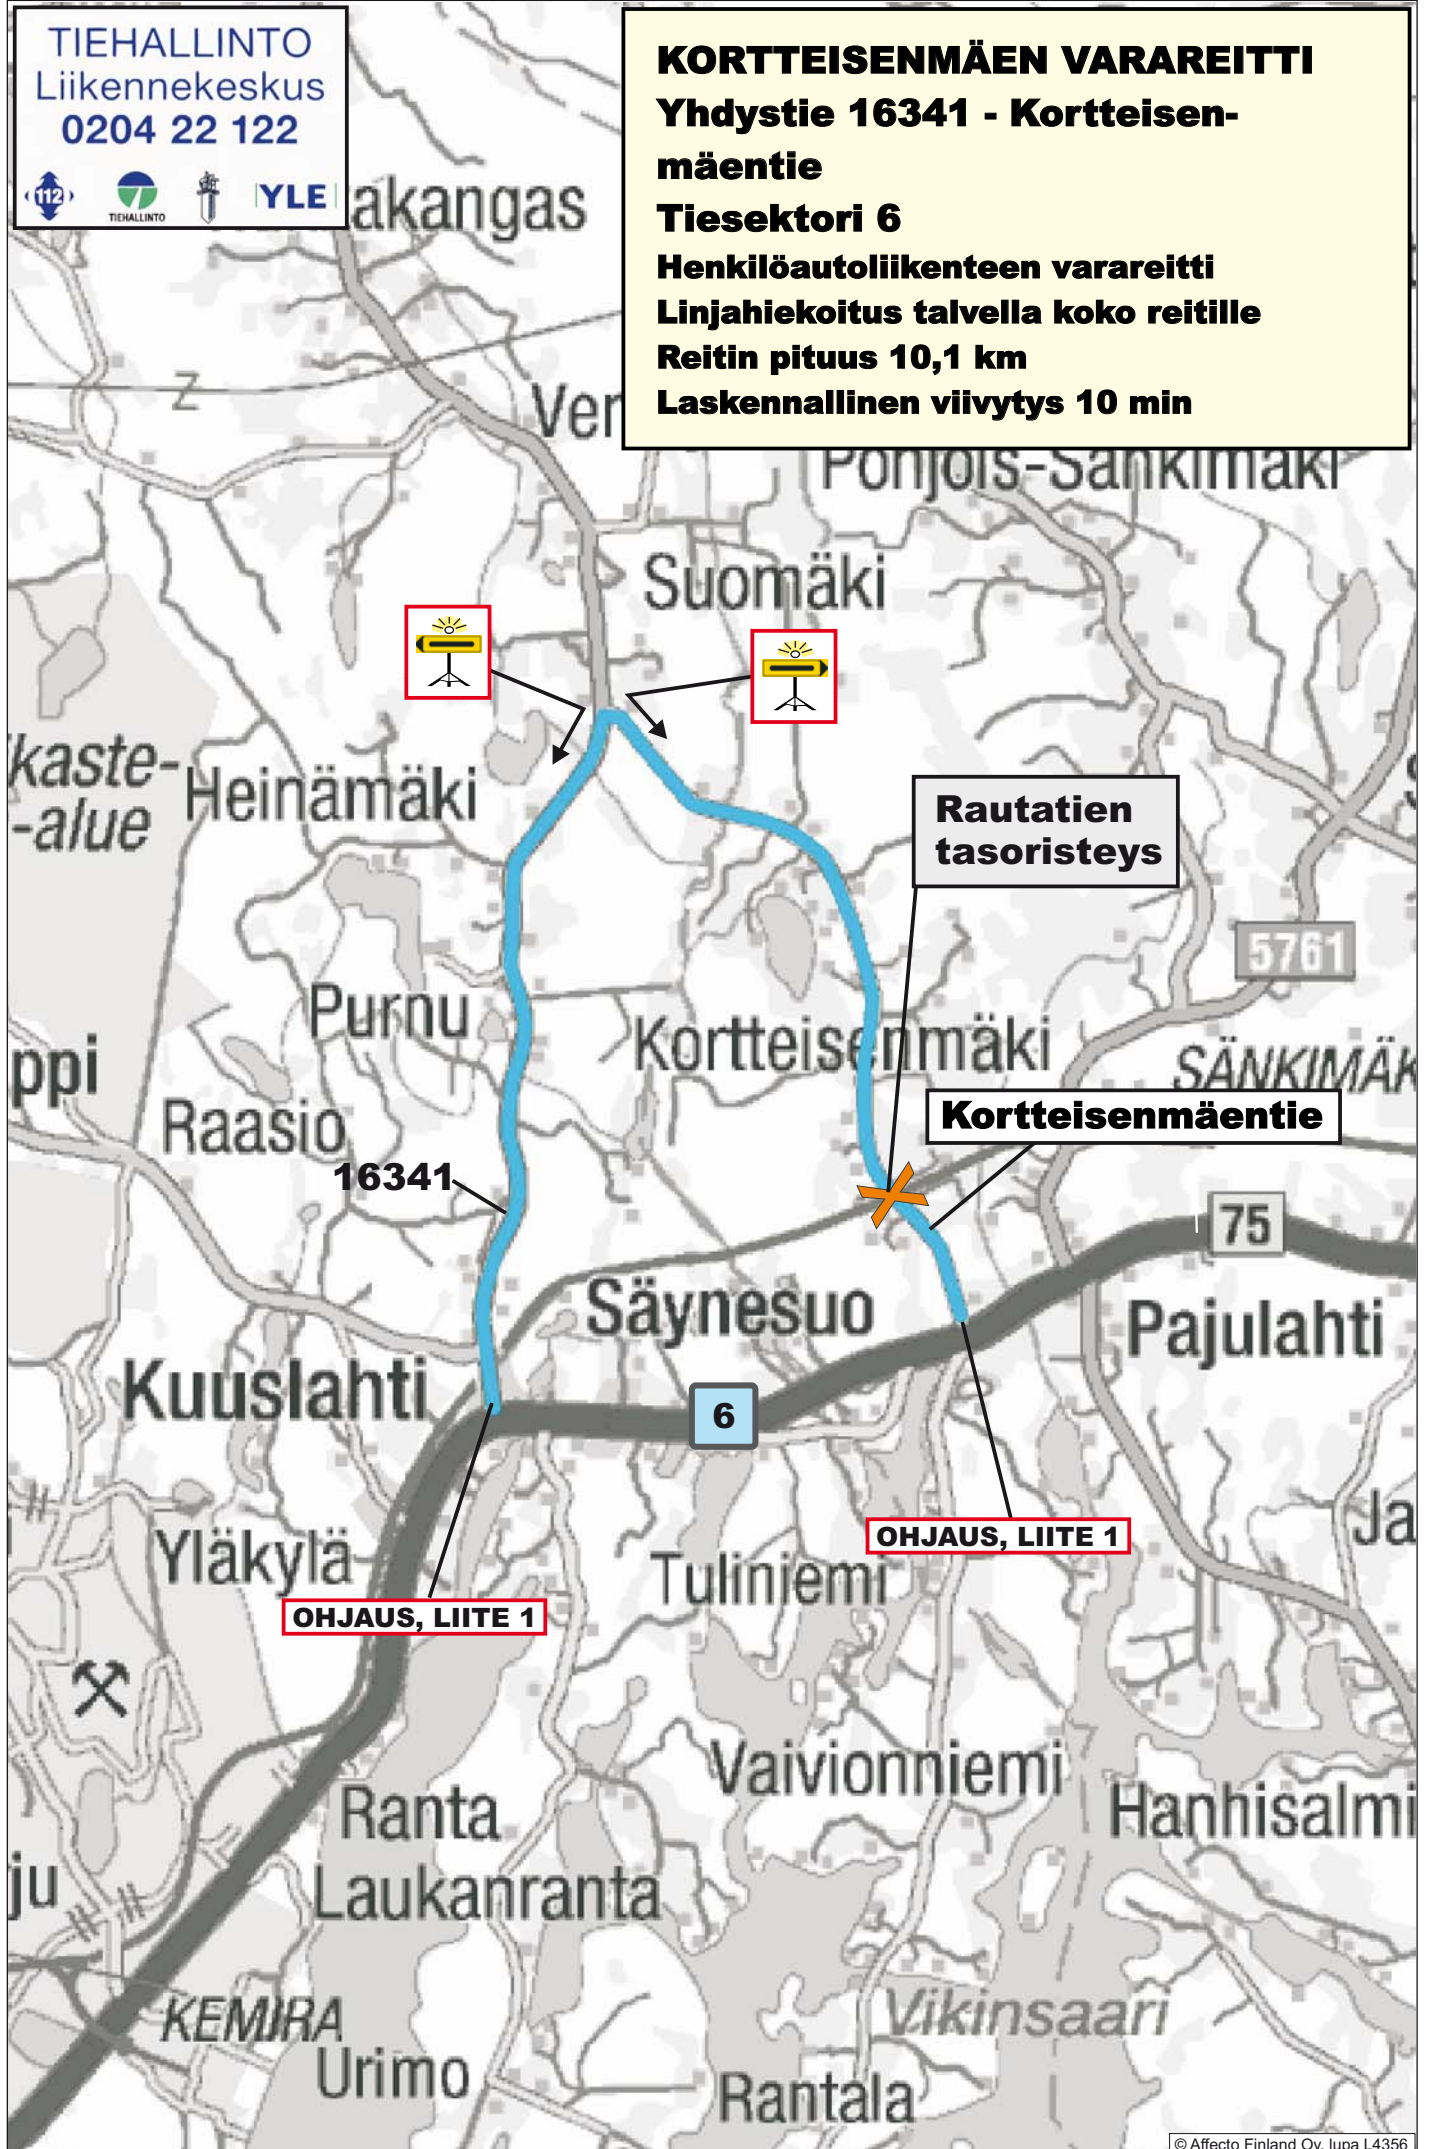 TIEHALLINTO
Liikennekeskus
0204 22 122
112
TIEHALLINTO
YLE
KORTTEISENMÄEN VARAREITTI
Yhdystie 16341 - Kortteisen-
mäentie
Tiesektori 6
Henkilöautoliikenteen varareitti
Linjahiekoitus talvella koko reitille
Reitin pituus 10,1 km
Laskennallinen viivytys 10 min
akangas
Z
Ver
Pohjois-Sänkimäki
Suomäki
kaste-
-alue
Heinämäki
Rautatien
tasoristeys
5761
Purnu
Kortteisenmäki
SÄNKIMÄK
ppi
Raasio
Kortteisenmäentie
16341
75
Säynesuo
Pajulahti
Kuuslahti
6
OHJAUS, LIITE 1
Ja
Yläkylä
Tuliniemi
OHJAUS, LIITE 1
Vaivionniemi
Ranta
Hanhisalmi
ju
Laukanranta
KEMIRA
Vikinsaari
Urimo
Rantala
© Affecto Finland Oy, lupa L4356